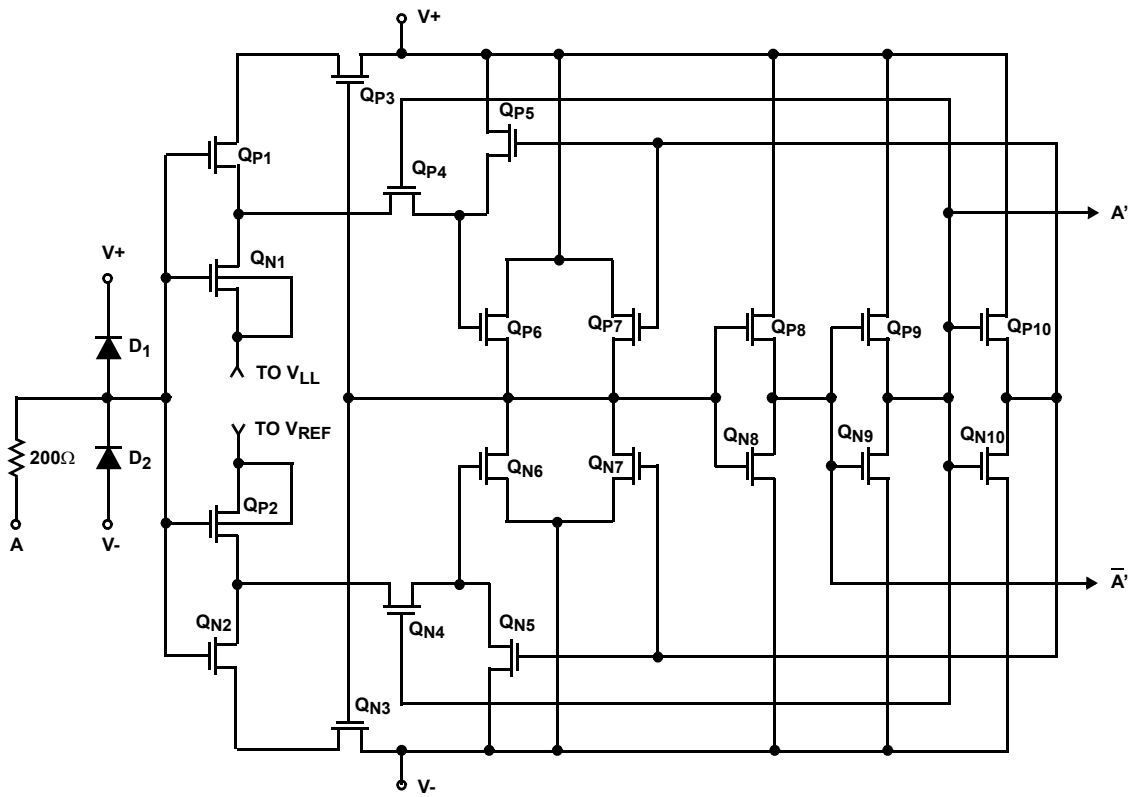 V+
QP3
QP5
QP1
QP4
A’
V+
QN1
D1
QP6
QP7
QP8
QP9
QP10
TO VLL
TO VREF
200Ω
D2
QN6
QN7
QN8
QN9
QN10
QP2
A
V-
A̅’
QN2
QN4
QN5
QN3
V-